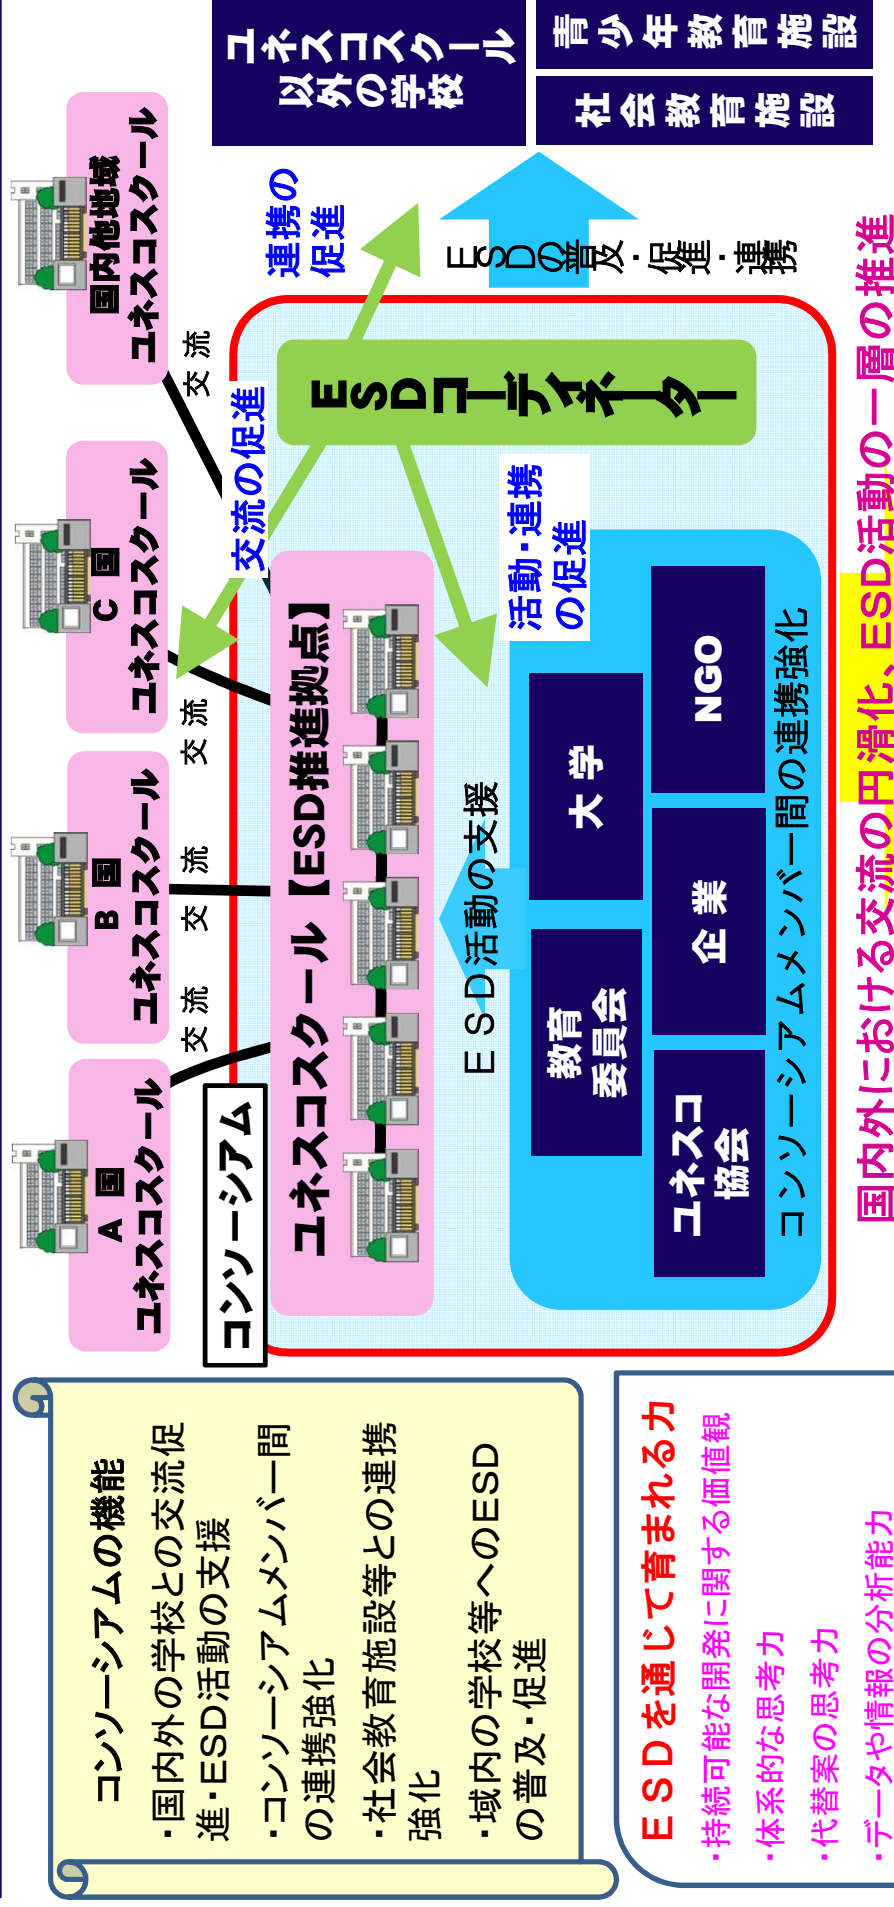 コンソーシアムの機能
・国内外の学校との交流促
進・ESD活動の支援
・コンソーシアムメンバー間
の連携強化
・社会教育施設等との連携
強化
・域内の学校等へのESD
の普及・促進
ESDを通じて育まれる力
・持続可能な開発に関する価値観
・体系的な思考力
・代替案の思考力
・データや情報の分析能力
A 国
ユネスコスクール
B 国
ユネスコスクール
C 国
ユネスコスクール
国内他地域
ユネスコスクール
交流
交流
交流
交流
コンソーシアム
交流の促進
連携の
促進
ユネスコスクール【ESD推進拠点】
ESDコーディネーター
ESD活動の支援
活動・連携
の促進
教育
委員会
大学
ユネスコ
協会
企業
NGO
コンソーシアムメンバー間の連携強化
ESDの普及・促進・連携
ユネスコスクール
以外の学校
青少年教育施設
社会教育施設
国内外における交流の円滑化、ESD活動の一層の推進